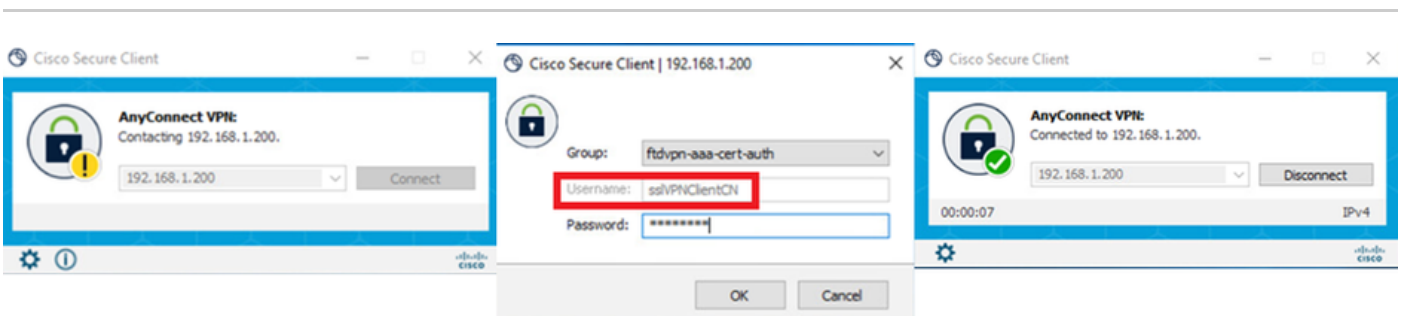 Cisco Secure Client
AnyConnect VPN:
Contacting 192.168.1.200.
192.168.1.200
Connect
CISCO
Cisco Secure Client | 192.168.1.200
Group: ftdvpn-aaa-cert-auth
Username: sslVPNClientCN
Password: ********
OK Cancel
Cisco Secure Client
AnyConnect VPN:
Connected to 192.168.1.200.
192.168.1.200
Disconnect
00:00:07 IPv4
CISCO